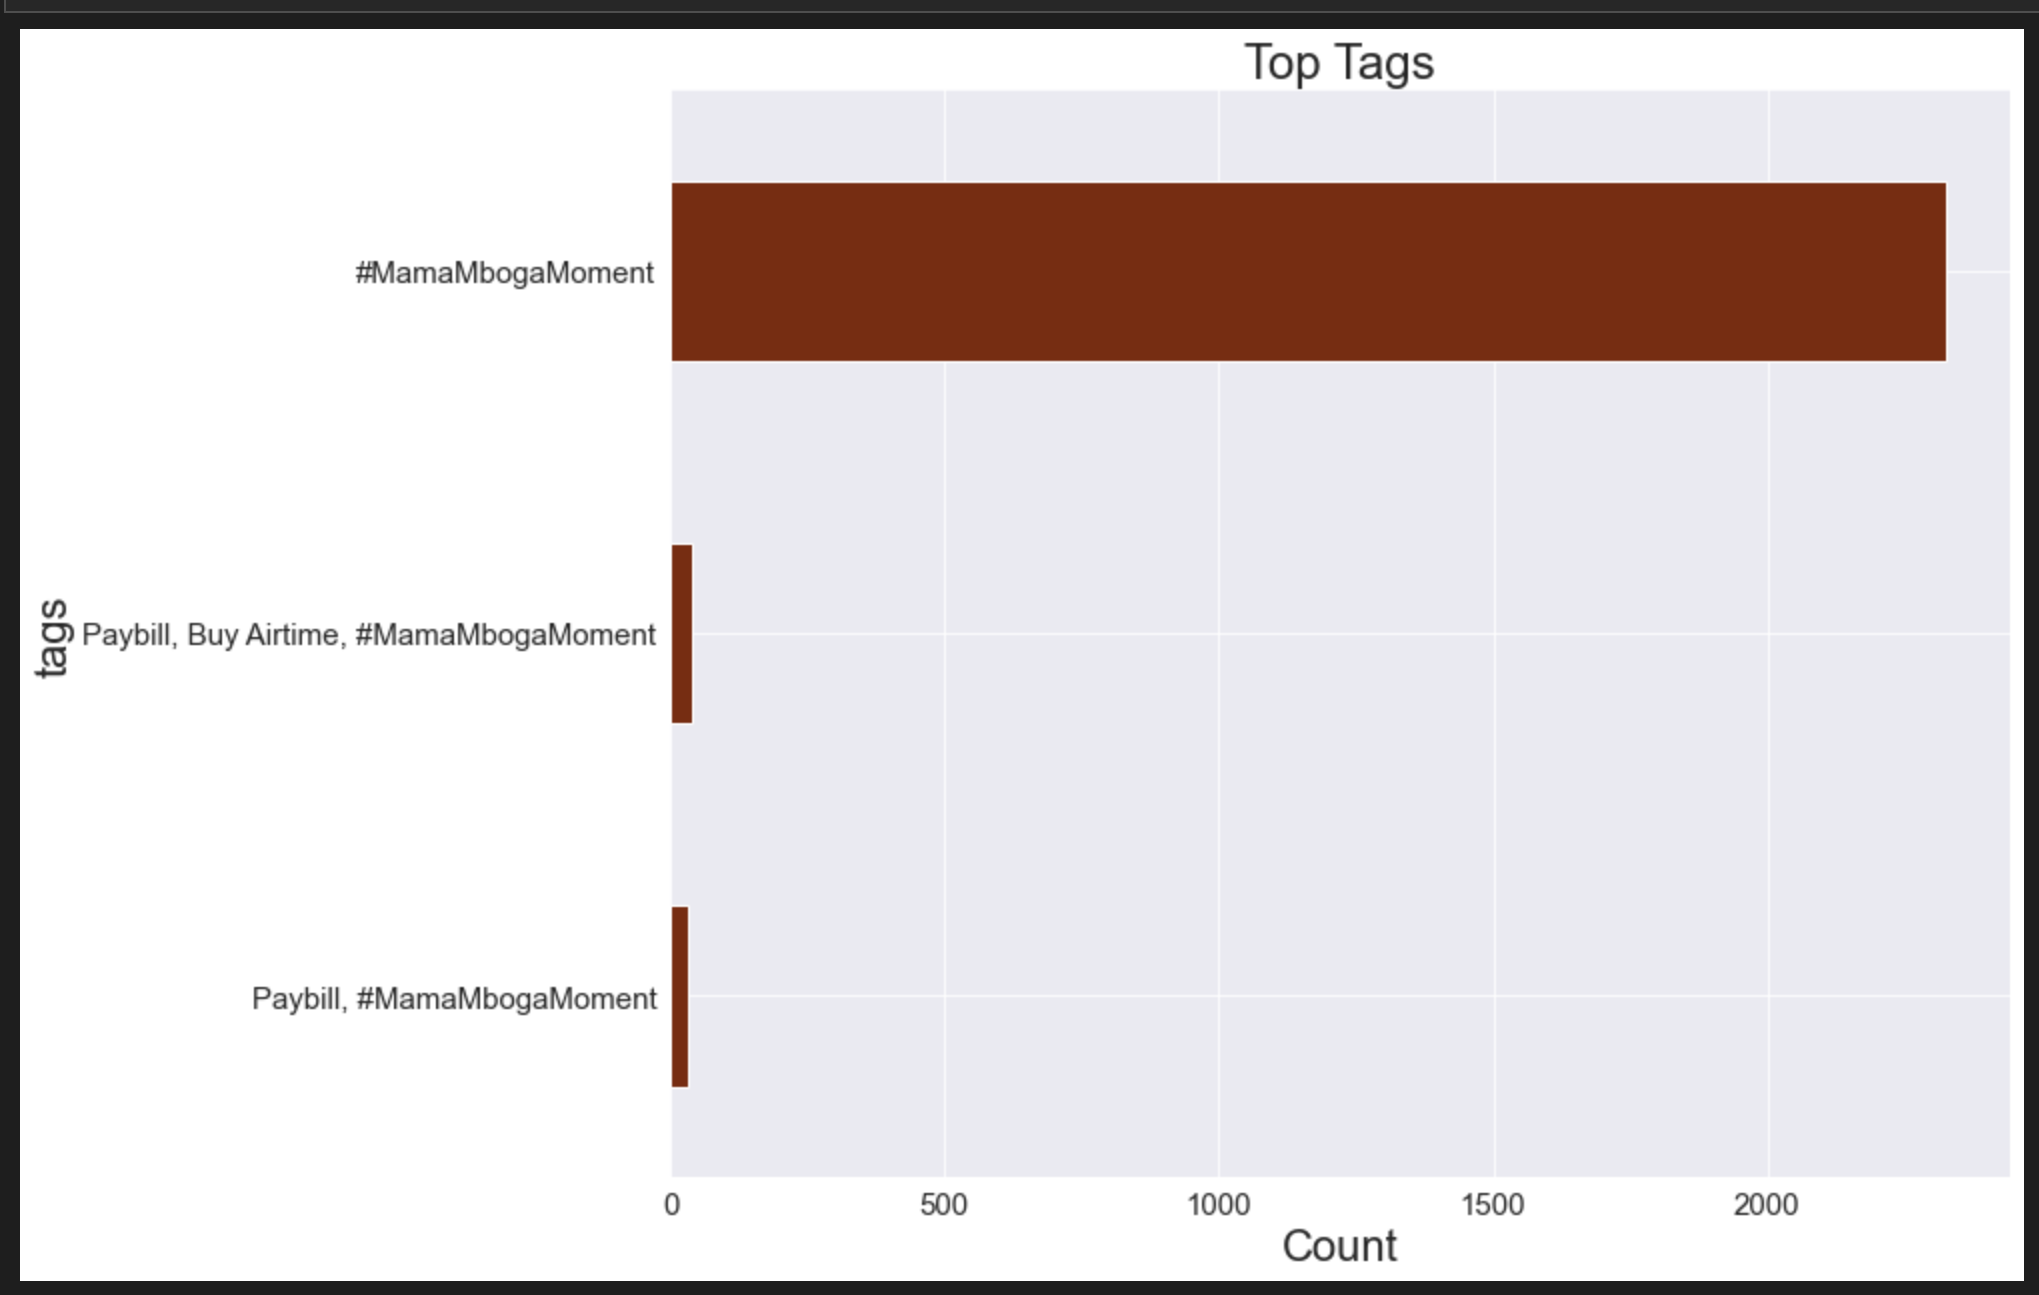 Top Tags
#MamaMbogaMoment
Paybill, Buy Airtime, #MamaMbogaMoment
Paybill, #MamaMbogaMoment
tags
0 500 1000 1500 2000
Count